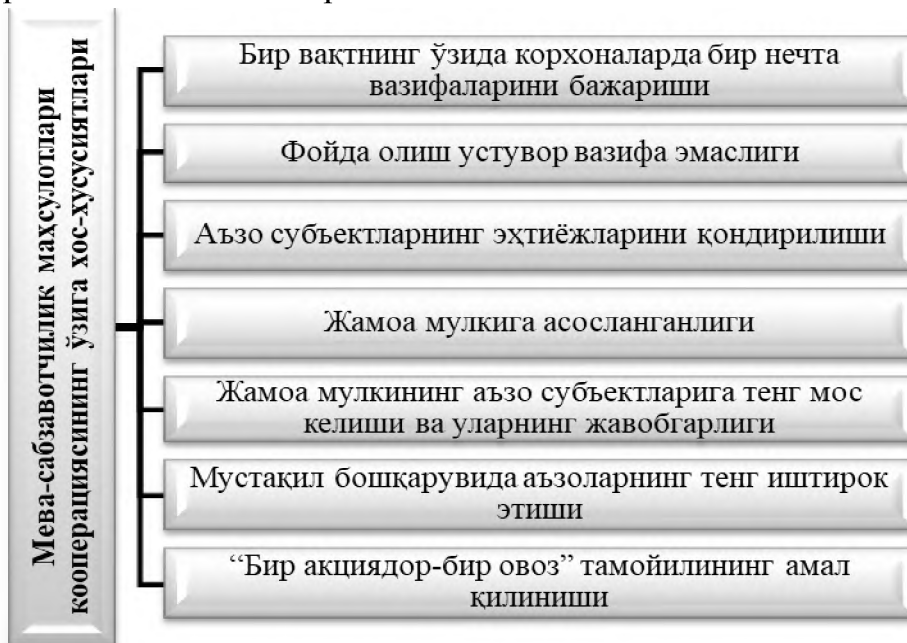 Мева-сабзавотчилик маҳсулотлари
кооперациясининг ўзига хос-хусусиятлари
Бир вақтнинг ўзида корхоналарда бир нечта
вазифаларини бажариши
Фойда олиш устувор вазифа эмаслиги
Аъзо субъектларнинг эҳтиёжларини қондирилиши
Жамоа мулкига асосланганлиги
Жамоа мулкининг аъзо субъектларига тенг мос
келиши ва уларнинг жавобгарлиги
Мустақил бошқарувида аъзоларнинг тенг иштирок
этиши
“Бир акциядор-бир овоз” тамойилининг амал
қилиниши